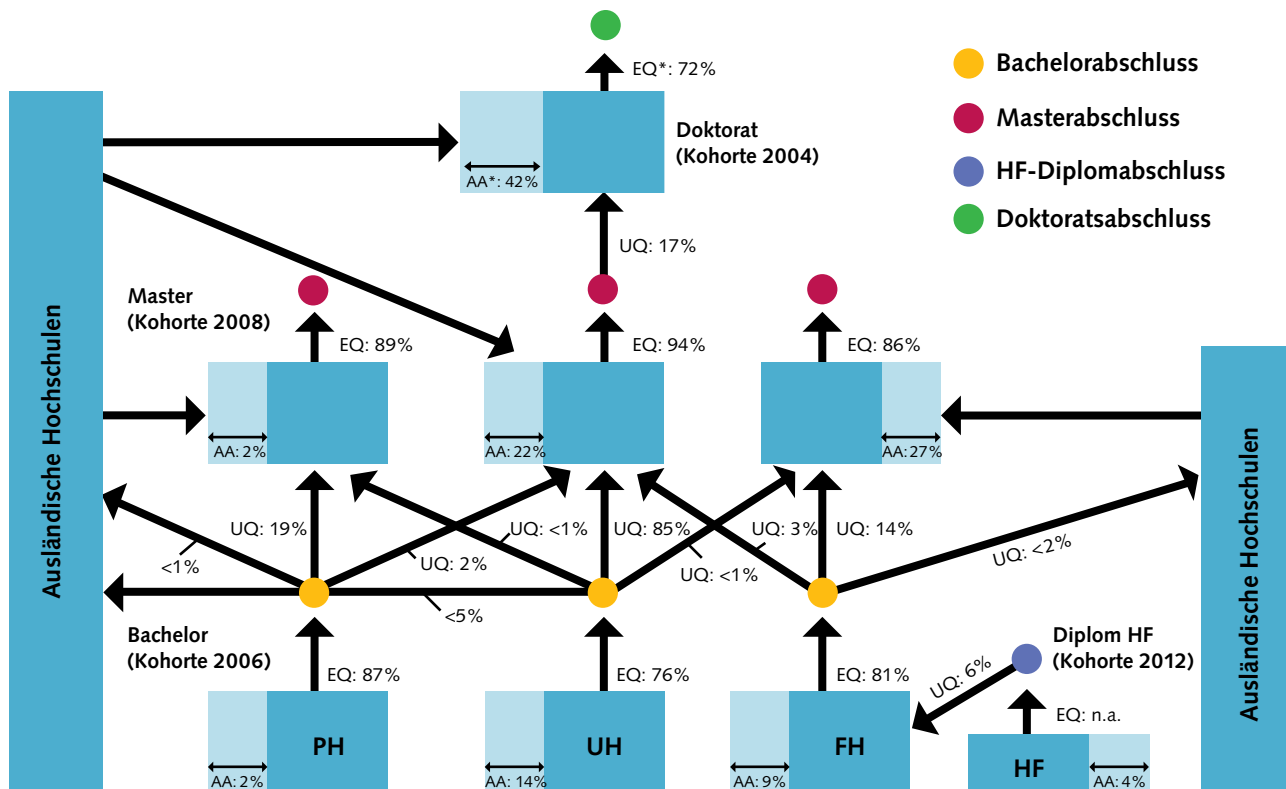 EQ*: 72%
Bachelorabschluss
Masterabschluss
HF-Diplomabschluss
Doktoratsabschluss
Doktorat
(Kohorte 2004)
AA*: 42%
UQ: 17%
Master
(Kohorte 2008)
EQ: 89%
EQ: 94%
EQ: 86%
AA: 2%
AA: 22%
AA: 27%
Ausländische Hochschulen
Ausländische Hochschulen
UQ: 19%
UQ: <1%
UQ: 85%
UQ: 3%
UQ: 14%
<1%
UQ: 2%
UQ: <1%
UQ: <2%
<5%
Bachelor
(Kohorte 2006)
Diplom HF
(Kohorte 2012)
EQ: 87%
EQ: 76%
EQ: 81%
UQ: 6%
EQ: n.a.
PH
UH
FH
HF
AA: 2%
AA: 14%
AA: 9%
AA: 4%